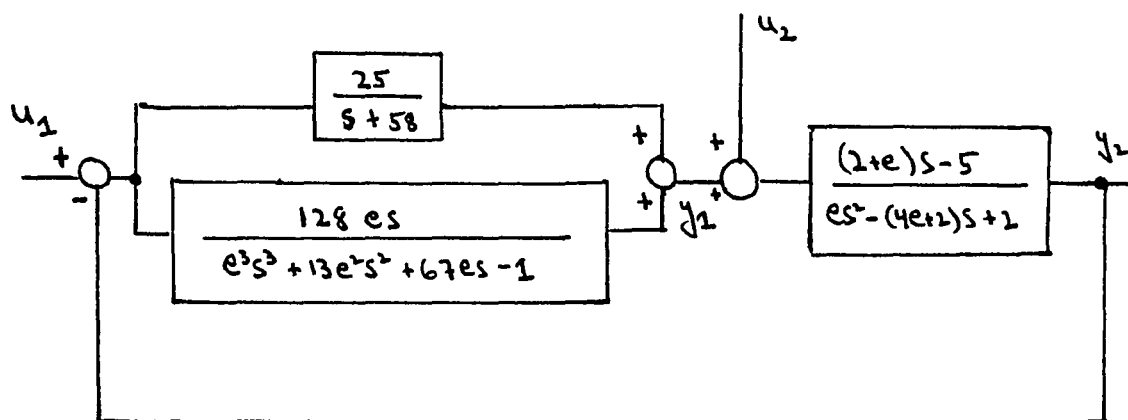 u₂
25
s + 58
u₁
+
-
+
+
y₁
+
+
(2+e)s-5
es²-(4e+2)s+2
y₂
128 es
e³s³ + 13e²s² + 67es - 1